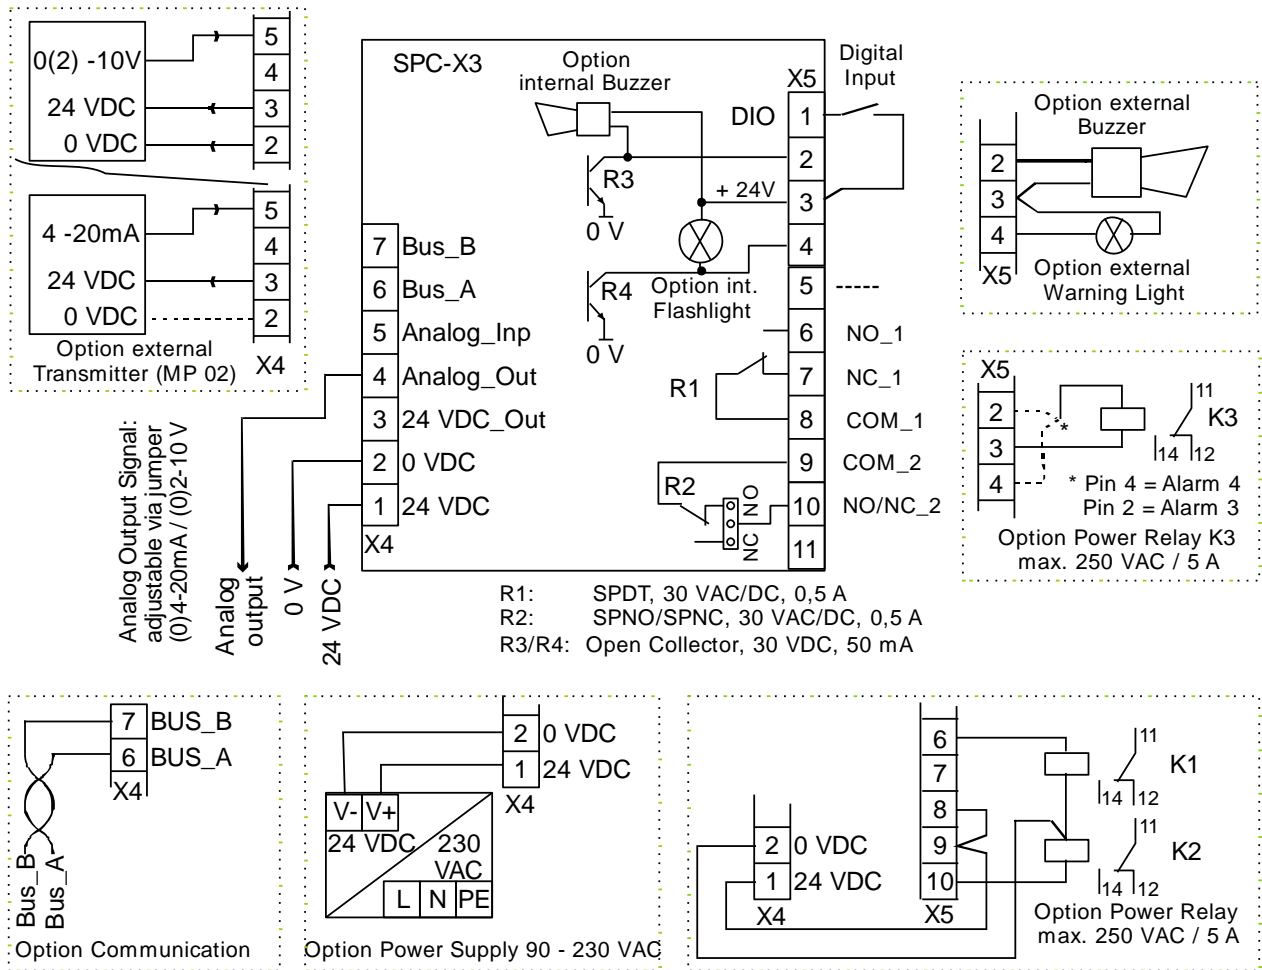 0(2) -10V
24 VDC
0 VDC
5
4
3
2
4 -20mA
24 VDC
0 VDC
5
4
3
2
X4
Option external
Transmitter (MP 02)
SPC-X3
Option
internal Buzzer
R3
0 V
+ 24V
R4
0 V
Option int.
Flashlight
DIO
X5
Digital
Input
1
2
3
4
5
-----
6
NO_1
7
NC_1
8
COM_1
9
COM_2
10
NO/NC_2
11
R1
R2
NO
NC
7 Bus_B
6 Bus_A
5 Analog_Inp
4 Analog_Out
3 24 VDC_Out
2 0 VDC
1 24 VDC
X4
Analog Output Signal:
adjustable via jumper
(0)4-20mA / (0)2-10 V
Analog
output
0 V
24 VDC
R1: SPDT, 30 VAC/DC, 0,5 A
R2: SPNO/SPNC, 30 VAC/DC, 0,5 A
R3/R4: Open Collector, 30 VDC, 50 mA
Option external
Buzzer
2
3
4
X5
Option external
Warning Light
X5
2
3
4
*
11
K3
14 12
* Pin 4 = Alarm 4
Pin 2 = Alarm 3
Option Power Relay K3
max. 250 VAC / 5 A
7 BUS_B
6 BUS_A
X4
Bus_B
Bus_A
Option Communication
2 0 VDC
1 24 VDC
X4
V- V+
24 VDC
230
VAC
L N PE
Option Power Supply 90 - 230 VAC
2 0 VDC
1 24 VDC
X4
6
7
8
9
10
X5
11
K1
14 12
11
K2
14 12
Option Power Relay
max. 250 VAC / 5 A